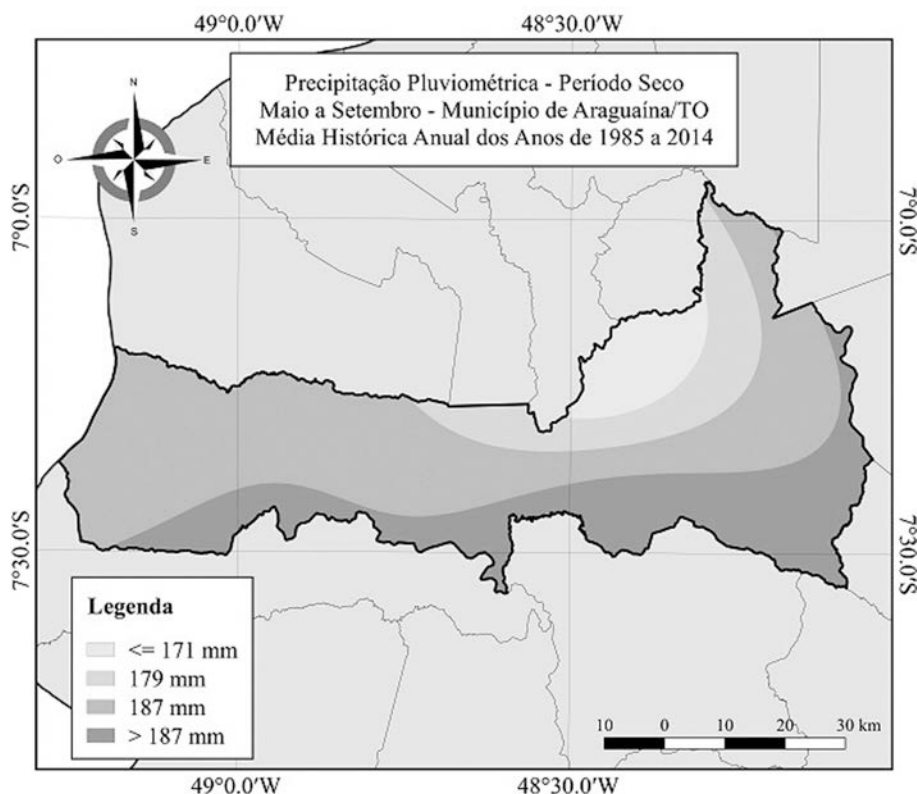 49°0.0'W 48°30.0'W
Precipitação Pluviométrica - Período Seco
Maio a Setembro - Município de Araguaína/TO
Média Histórica Anual dos Anos de 1985 a 2014
N
O E
S
7°0.0'S 7°0.0'S
7°30.0'S 7°30.0'S
Legenda
<= 171 mm
179 mm
187 mm
> 187 mm
10 0 10 20 30 km
49°0.0'W 48°30.0'W